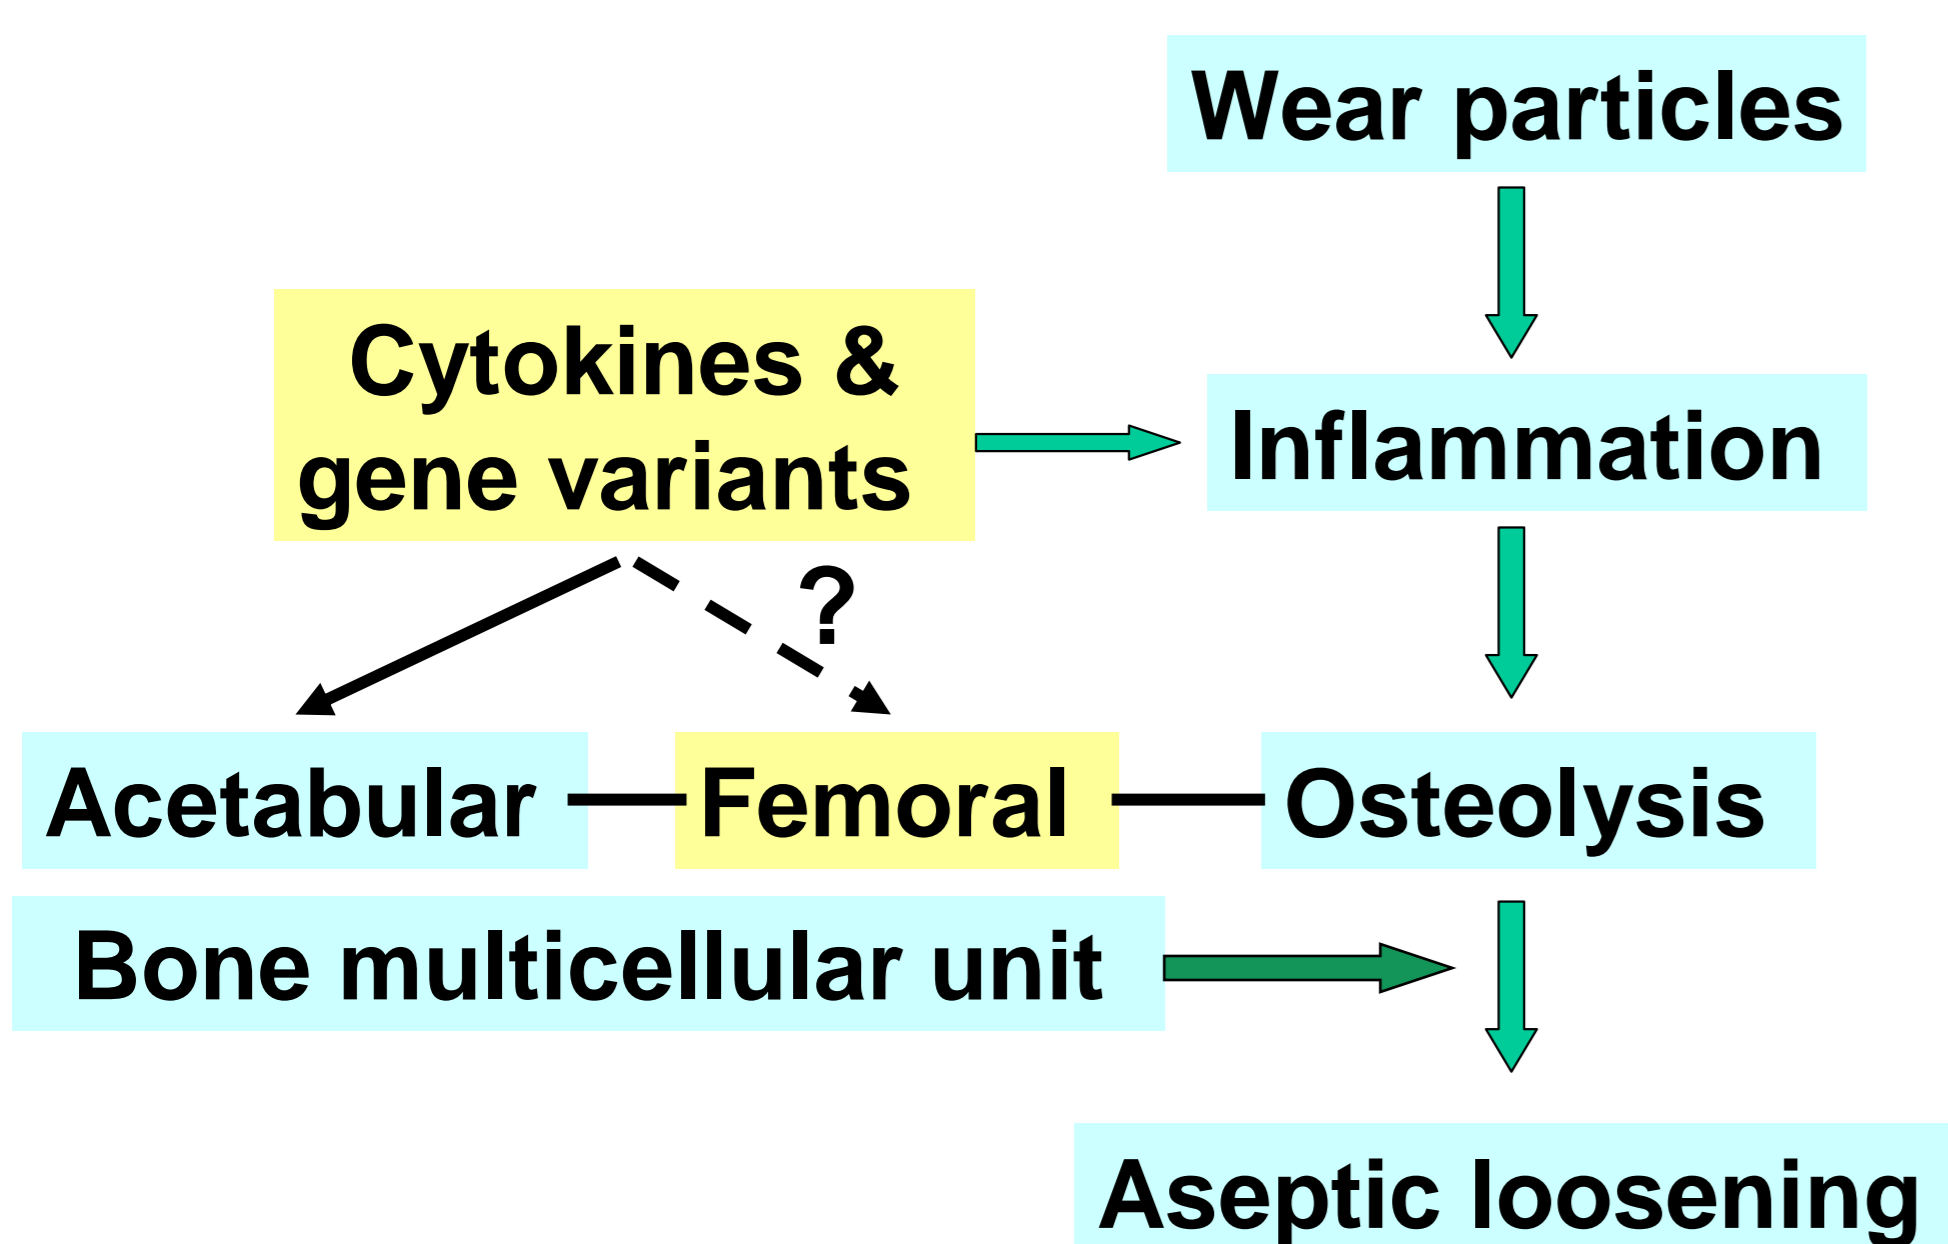 Wear particles
Cytokines &
gene variants
Inflammation
?
Acetabular
Femoral
Osteolysis
Bone multicellular unit
Aseptic loosening